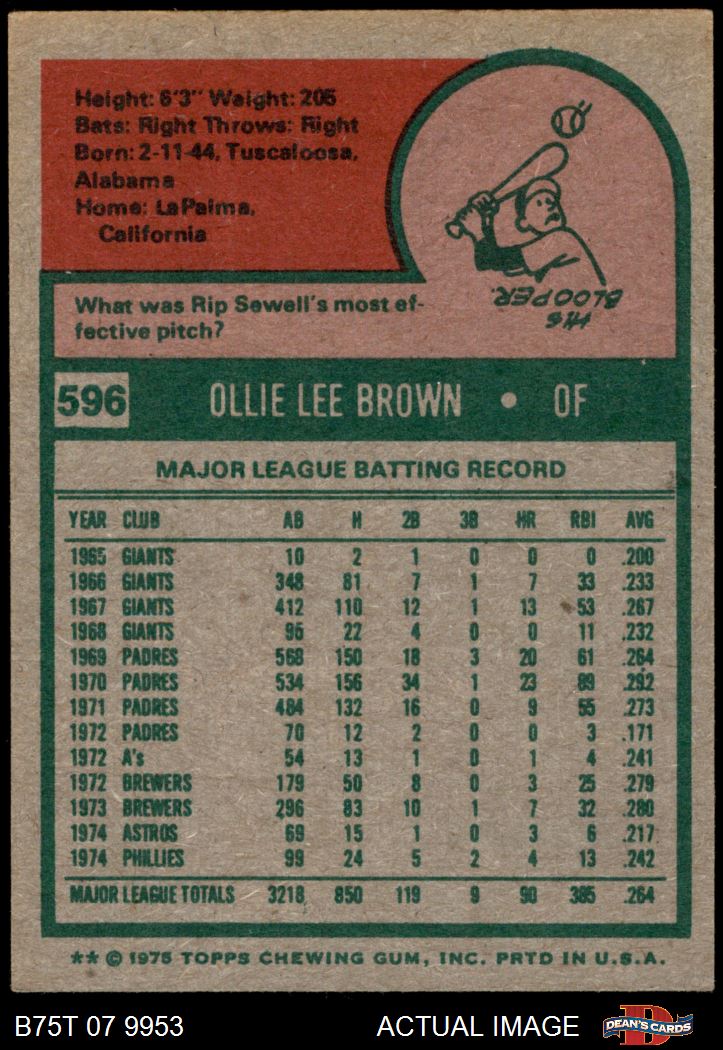 Height: 6'3" Weight: 205
Bats: Right Throws: Right
Born: 2-11-44, Tuscaloosa,
Alabama
Home: La Palma,
California
HIS
BLOOPER.
What was Rip Sewell's most ef-
fective pitch?
596 OLLIE LEE BROWN • OF
MAJOR LEAGUE BATTING RECORD
YEAR CLUB AB H 2B 3B HR RBI AVG
1965 GIANTS 10 2 1 0 0 0 .200
1966 GIANTS 348 81 7 1 7 33 .233
1967 GIANTS 412 110 12 1 13 53 .267
1968 GIANTS 95 22 4 0 0 11 .232
1969 PADRES 568 150 18 3 20 61 .264
1970 PADRES 534 156 34 1 23 89 .292
1971 PADRES 484 132 16 0 9 55 .273
1972 PADRES 70 12 2 0 0 3 .171
1972 A's 54 13 1 0 1 4 .241
1972 BREWERS 179 50 8 0 3 25 .279
1973 BREWERS 296 83 10 1 7 32 .280
1974 ASTROS 69 15 1 0 3 6 .217
1974 PHILLIES 99 24 5 2 4 13 .242
MAJOR LEAGUE TOTALS 3218 850 119 9 90 385 .264
** © 1975 TOPPS CHEWING GUM, INC. PRTD IN U.S.A.
B75T 07 9953 ACTUAL IMAGE D DEAN'S CARDS